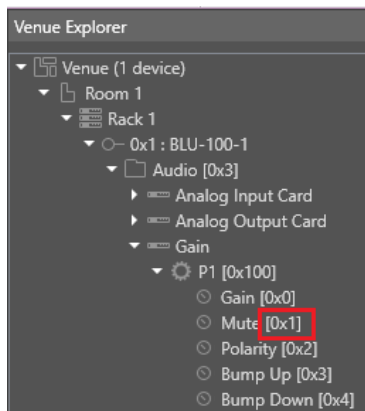 Venue Explorer
Venue (1 device)
Room 1
Rack 1
0x1 : BLU-100-1
Audio [0x3]
Analog Input Card
Analog Output Card
Gain
P1 [0x100]
Gain [0x0]
Mute [0x1]
Polarity [0x2]
Bump Up [0x3]
Bump Down [0x4]